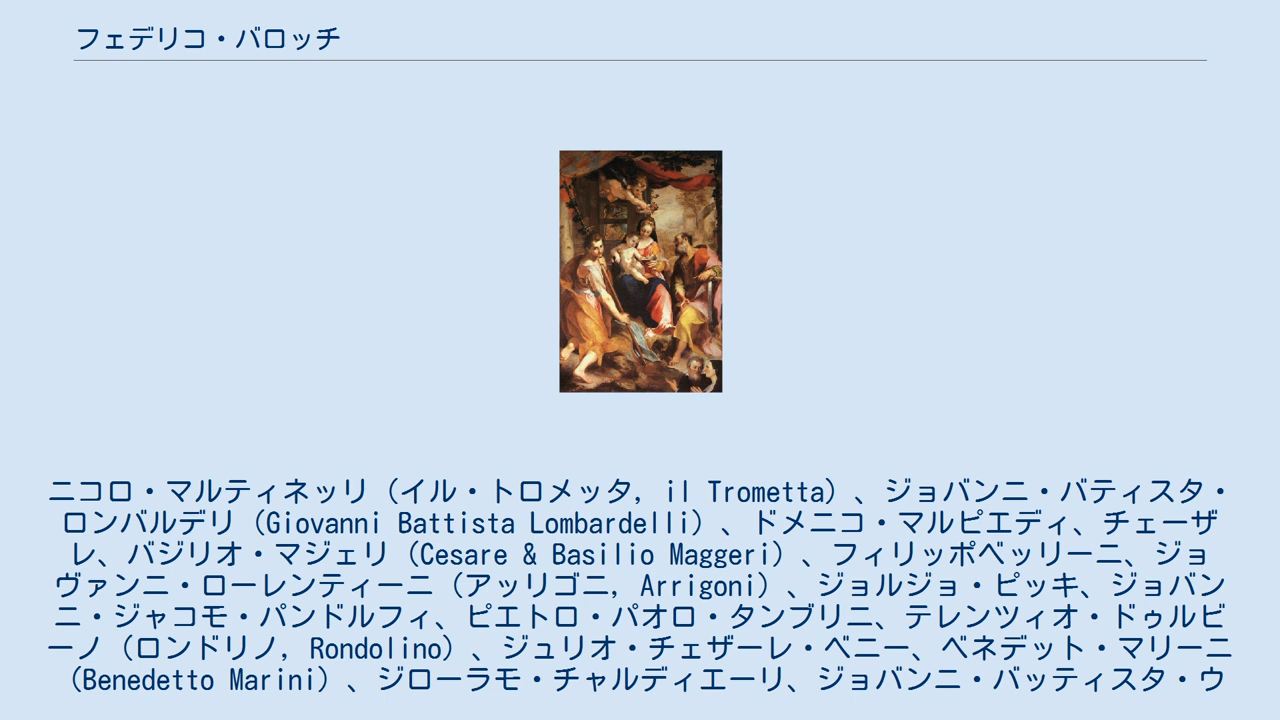 フェデリコ・バロッチ
ニコロ・マルティネッリ（イル・トロメッタ, il Trometta）、ジョバンニ・バティスタ・
ロンバルデリ（Giovanni Battista Lombardelli）、ドメニコ・マルピエディ、チェーザ
レ、バジリオ・マジェリ（Cesare & Basilio Maggeri）、フィリッポベッリーニ、ジョ
ヴァンニ・ローレンティーニ（アッリゴニ, Arrigoni）、ジョルジョ・ピッキ、ジョバン
ニ・ジャコモ・パンドルフィ、ピエトロ・パオロ・タンブリニ、テレンツィオ・ドゥルビ
ーノ（ロンドリノ, Rondolino）、ジュリオ・チェザーレ・ベニー、ベネデット・マリーニ
（Benedetto Marini）、ジローラモ・チャルディエーリ、ジョバンニ・バッティスタ・ウ